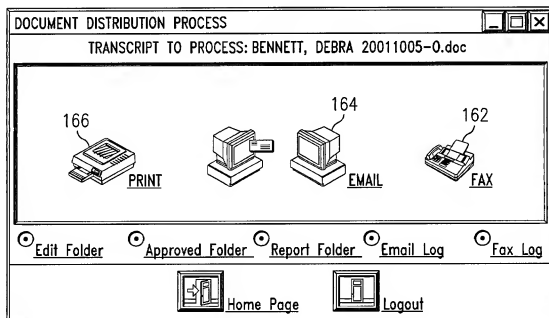 DOCUMENT DISTRIBUTION PROCESS
TRANSCRIPT TO PROCESS: BENNETT, DEBRA 20011005-0.doc
166 164 162
PRINT EMAIL FAX
Edit Folder Approved Folder Report Folder Email Log Fax Log
Home Page Logout